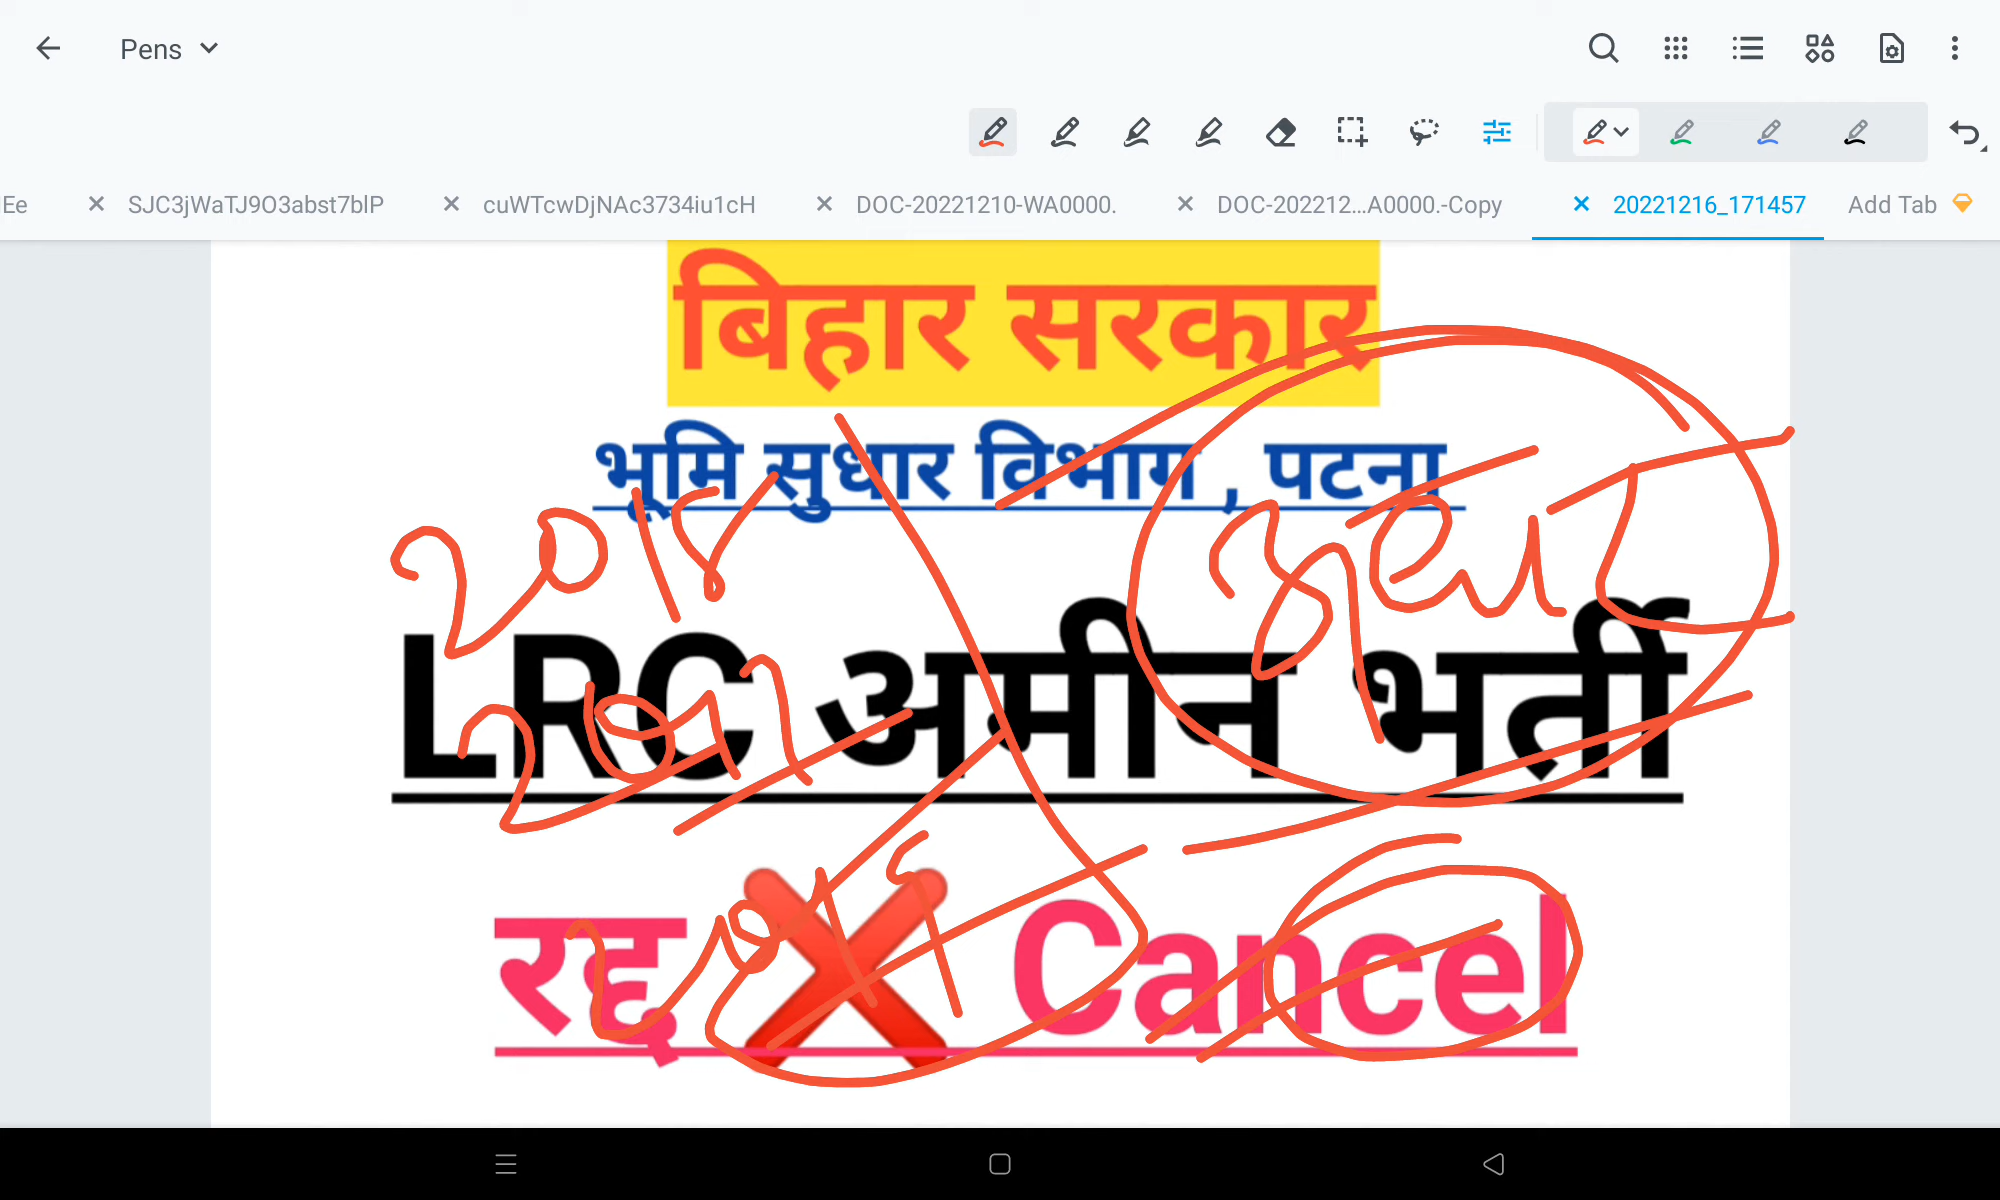 Pens
Ee
SJC3jWaTJ9O3abst7blP
cuWTcwDjNAc3734iu1cH
DOC-20221210-WA0000.
DOC-202212...A0000.-Copy
20221216_171457
Add Tab
बिहार सरकार
भूमि सुधार विभाग , पटना
2018
LRC अमीन भर्ती
रद्द ❌ Cancel